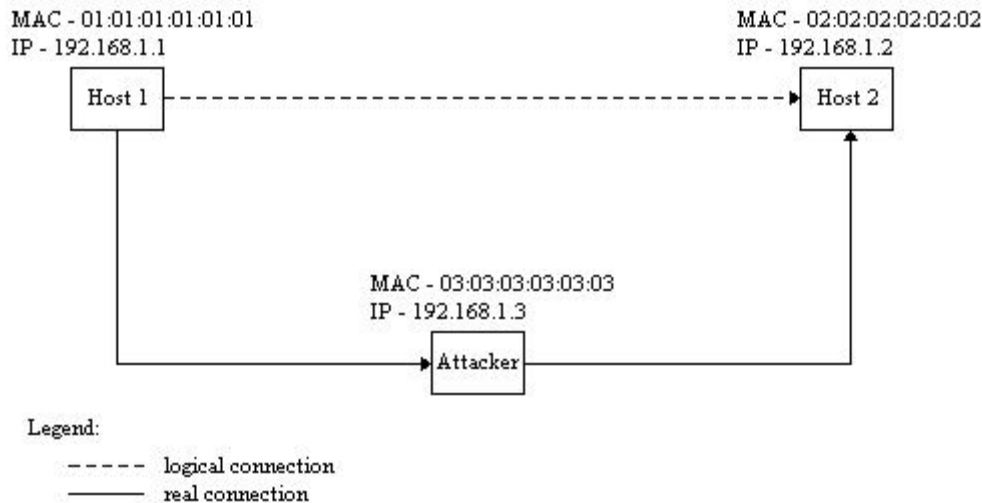 MAC - 01:01:01:01:01:01
IP - 192.168.1.1
Host 1
MAC - 02:02:02:02:02:02
IP - 192.168.1.2
Host 2
MAC - 03:03:03:03:03:03
IP - 192.168.1.3
Attacker
Legend:
logical connection
real connection